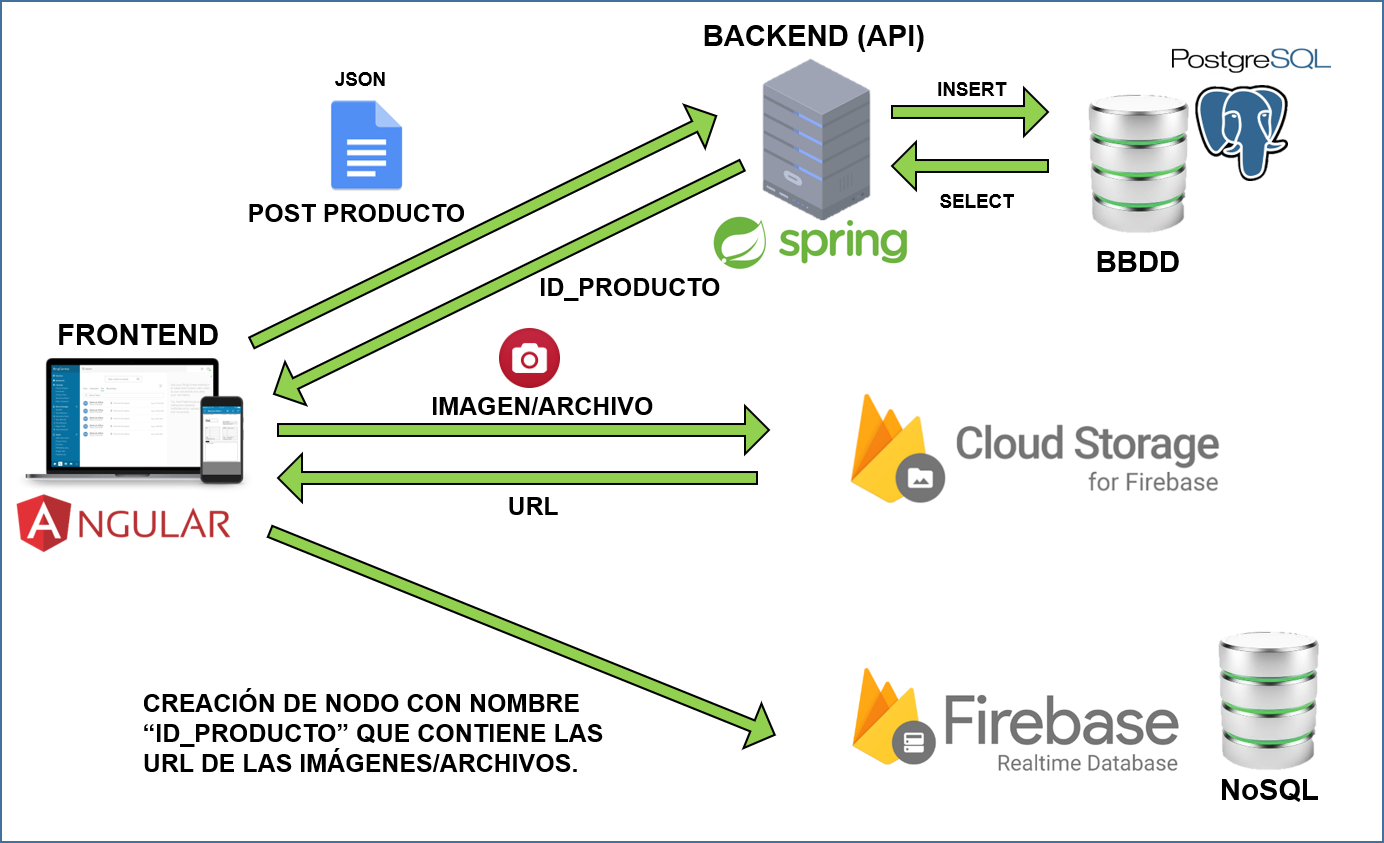 BACKEND (API)
PostgreSQL
JSON
INSERT
POST PRODUCTO
SELECT
spring
BBDD
ID_PRODUCTO
FRONTEND
IMAGEN/ARCHIVO
Cloud Storage
for Firebase
URL
ANGULAR
CREACIÓN DE NODO CON NOMBRE
“ID_PRODUCTO” QUE CONTIENE LAS
URL DE LAS IMÁGENES/ARCHIVOS.
Firebase
Realtime Database
NoSQL